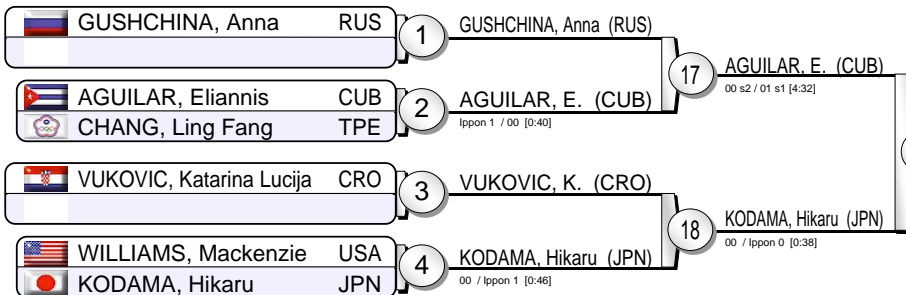 GUSHCHINA, Anna RUS
1
GUSHCHINA, Anna (RUS)
17
AGUILAR, E. (CUB)
00 s2 / 01 s1 [4:32]
AGUILAR, Eliannis CUB
CHANG, Ling Fang TPE
2
AGUILAR, E. (CUB)
Ippon 1 / 00 [0:40]
VUKOVIC, Katarina Lucija CRO
3
VUKOVIC, K. (CRO)
18
KODAMA, Hikaru (JPN)
00 / Ippon 0 [0:38]
WILLIAMS, Mackenzie USA
KODAMA, Hikaru JPN
4
KODAMA, Hikaru (JPN)
00 / Ippon 1 [0:46]